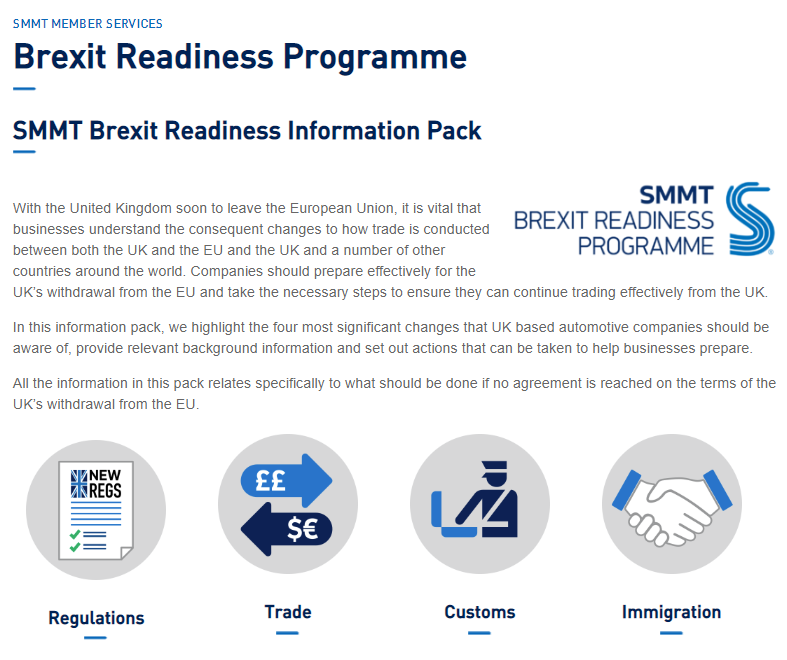 SMMT MEMBER SERVICES
Brexit Readiness Programme
SMMT Brexit Readiness Information Pack
SMMT
BREXIT READINESS
PROGRAMME
With the United Kingdom soon to leave the European Union, it is vital that
businesses understand the consequent changes to how trade is conducted
between both the UK and the EU and the UK and a number of other
countries around the world. Companies should prepare effectively for the
UK's withdrawal from the EU and take the necessary steps to ensure they can continue trading effectively from the UK.
In this information pack, we highlight the four most significant changes that UK based automotive companies should be
aware of, provide relevant background information and set out actions that can be taken to help businesses prepare.
All the information in this pack relates specifically to what should be done if no agreement is reached on the terms of the
UK's withdrawal from the EU.
NEW
REGS
££
$€
Regulations
Trade
Customs
Immigration